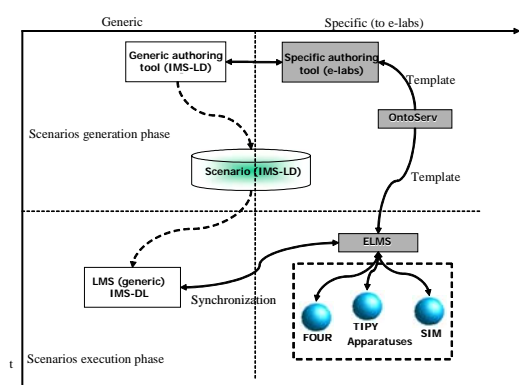 Generic
Specific (to e-labs)
Generic authoring
tool (IMS-LD)
Specific authoring
tool (e-labs)
Template
OntoServ
Scenarios generation phase
Scenario (IMS-LD)
Template
ELMS
LMS (generic)
IMS-DL
Synchronization
FOUR
TIPY
SIM
Apparatuses
Scenarios execution phase
t